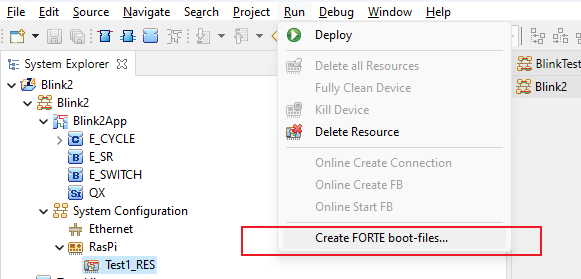 File Edit Source Navigate Search Project Run Debug Window Help
System Explorer
Blink2
Blink2
Blink2App
C E_CYCLE
B E_SR
B E_SWITCH
Si QX
System Configuration
Ethernet
RasPi
Test1_RES
Deploy
Delete all Resources
Fully Clean Device
Kill Device
Delete Resource
Online Create Connection
Online Create FB
Online Start FB
Create FORTE boot-files...
BlinkTest
Blink2